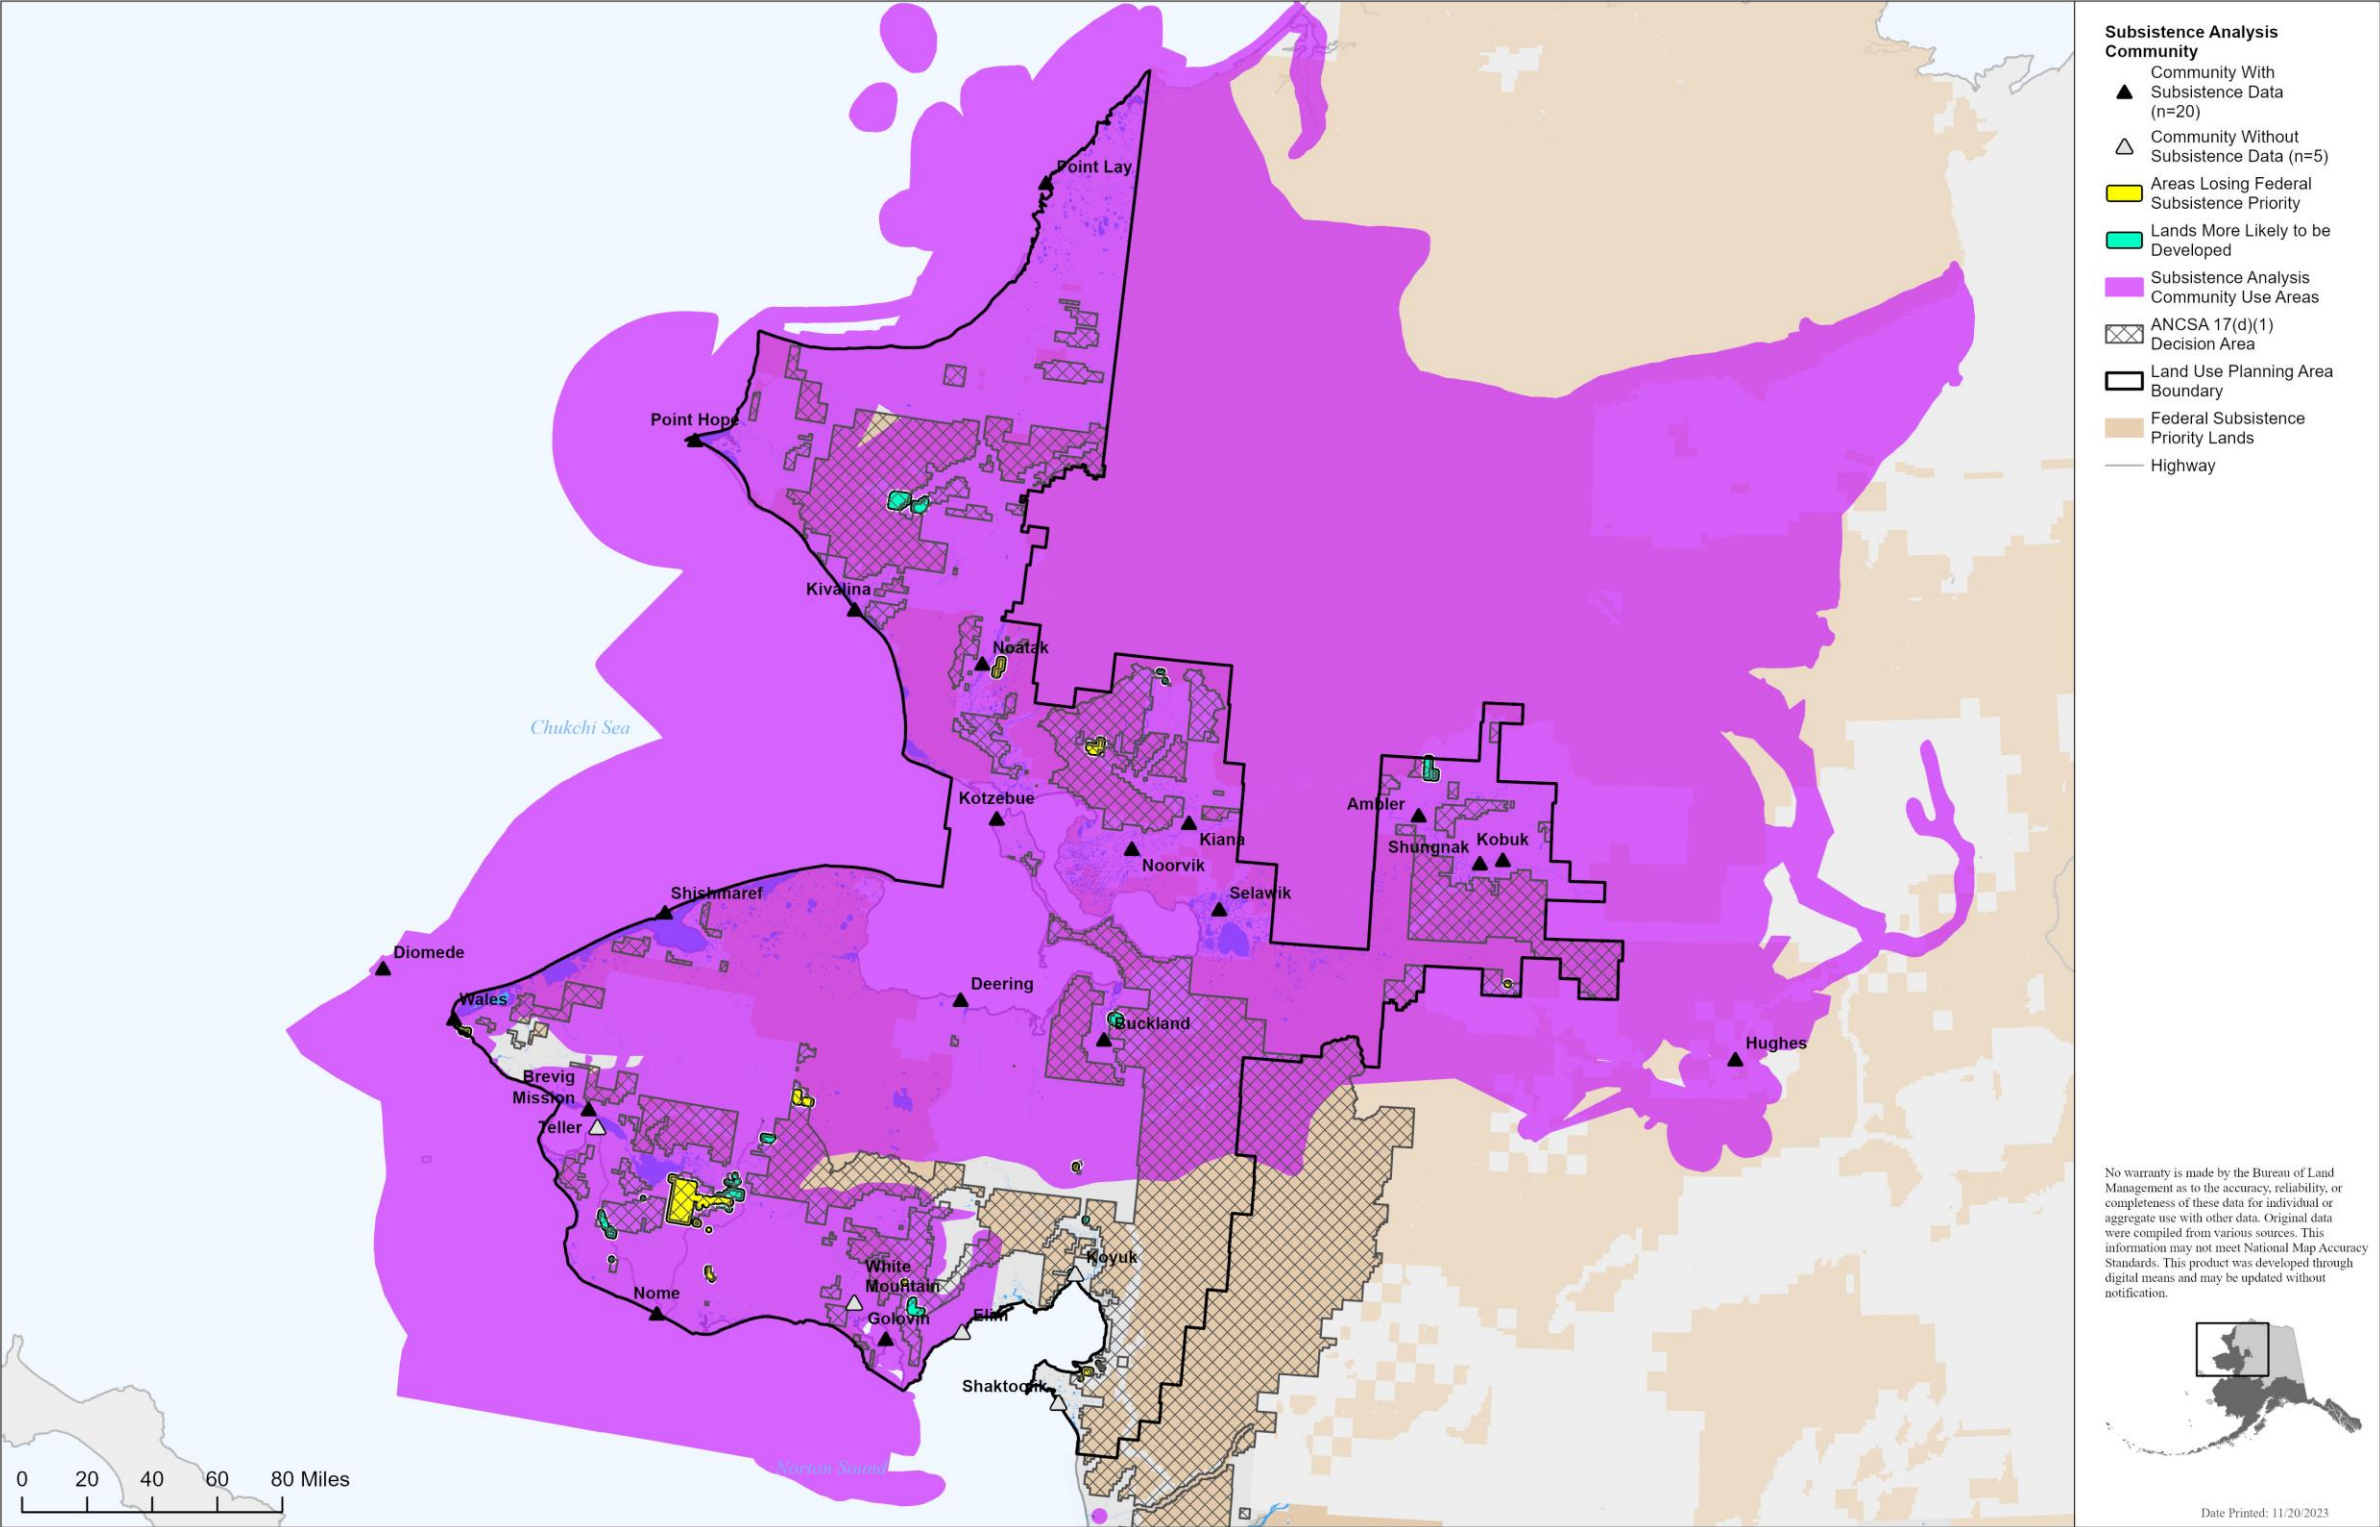 Subsistence Analysis
Community
Community With
Subsistence Data
(n=20)
Community Without
Subsistence Data (n=5)
Areas Losing Federal
Subsistence Priority
Lands More Likely to be
Developed
Subsistence Analysis
Community Use Areas
ANCSA 17(d)(1)
Decision Area
Land Use Planning Area
Boundary
Federal Subsistence
Priority Lands
Highway
Point Lay
Point Hope
Kivalina
Noatak
Chukchi Sea
Kotzebue
Ambler
Kiana
Shungnak
Kobuk
Noorvik
Shishmaref
Selawik
Diomede
Deering
Wales
Buckland
Hughes
Brevig
Mission
Teller
Koyuk
White
Mountain
Nome
Golovin
Elim
Shaktoolik
Norton Sound
0 20 40 60 80 Miles
No warranty is made by the Bureau of Land
Management as to the accuracy, reliability, or
completeness of these data for individual or
aggregate use with other data. Original data
were compiled from various sources. This
information may not meet National Map Accuracy
Standards. This product was developed through
digital means and may be updated without
notification.
Date Printed: 11/20/2023